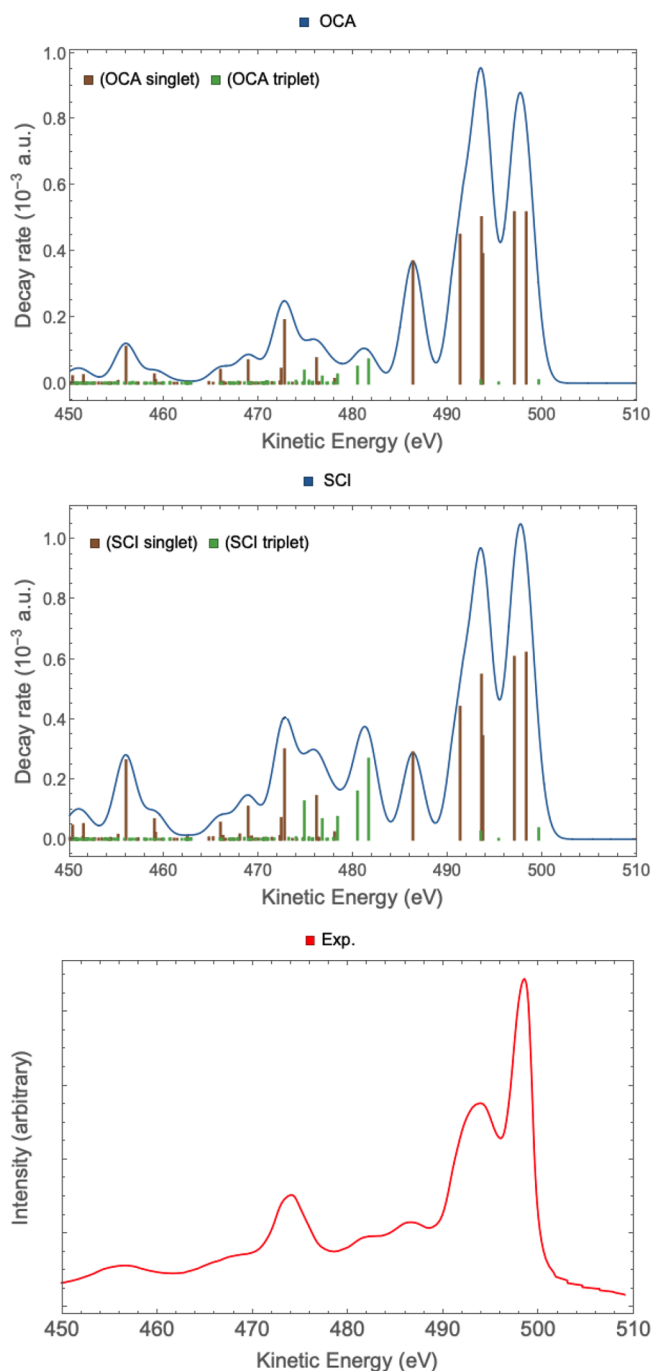 OCA
1.0
(OCA singlet) (OCA triplet)
0.8
0.6
0.4
0.2
0.0
Decay rate (10⁻³ a.u.)
450 460 470 480 490 500 510
Kinetic Energy (eV)
SCI
1.0
(SCI singlet) (SCI triplet)
0.8
0.6
0.4
0.2
0.0
Decay rate (10⁻³ a.u.)
450 460 470 480 490 500 510
Kinetic Energy (eV)
Exp.
Intensity (arbitrary)
450 460 470 480 490 500 510
Kinetic Energy (eV)